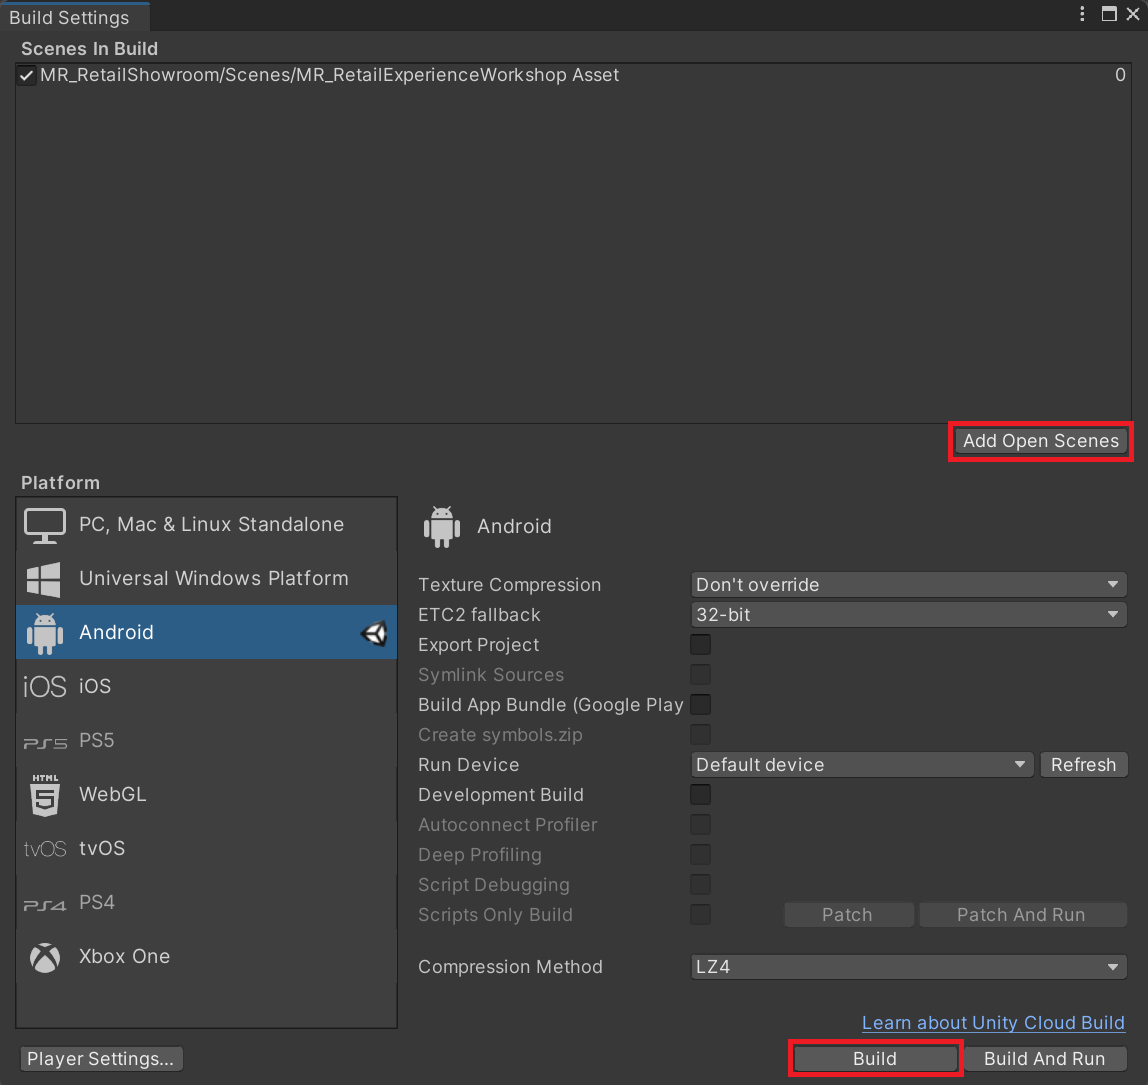 Build Settings
Scenes In Build
MR_RetailShowroom/Scenes/MR_RetailExperienceWorkshop Asset 0
Add Open Scenes
Platform
PC, Mac & Linux Standalone
Universal Windows Platform
Android
iOS iOS
PS5 PS5
HTML 5 WebGL
tvOS tvOS
PS4 PS4
Xbox One
Android
Texture Compression Don't override
ETC2 fallback 32-bit
Export Project
Symlink Sources
Build App Bundle (Google Play
Create symbols.zip
Run Device Default device Refresh
Development Build
Autoconnect Profiler
Deep Profiling
Script Debugging
Scripts Only Build Patch Patch And Run
Compression Method LZ4
Learn about Unity Cloud Build
Player Settings... Build Build And Run